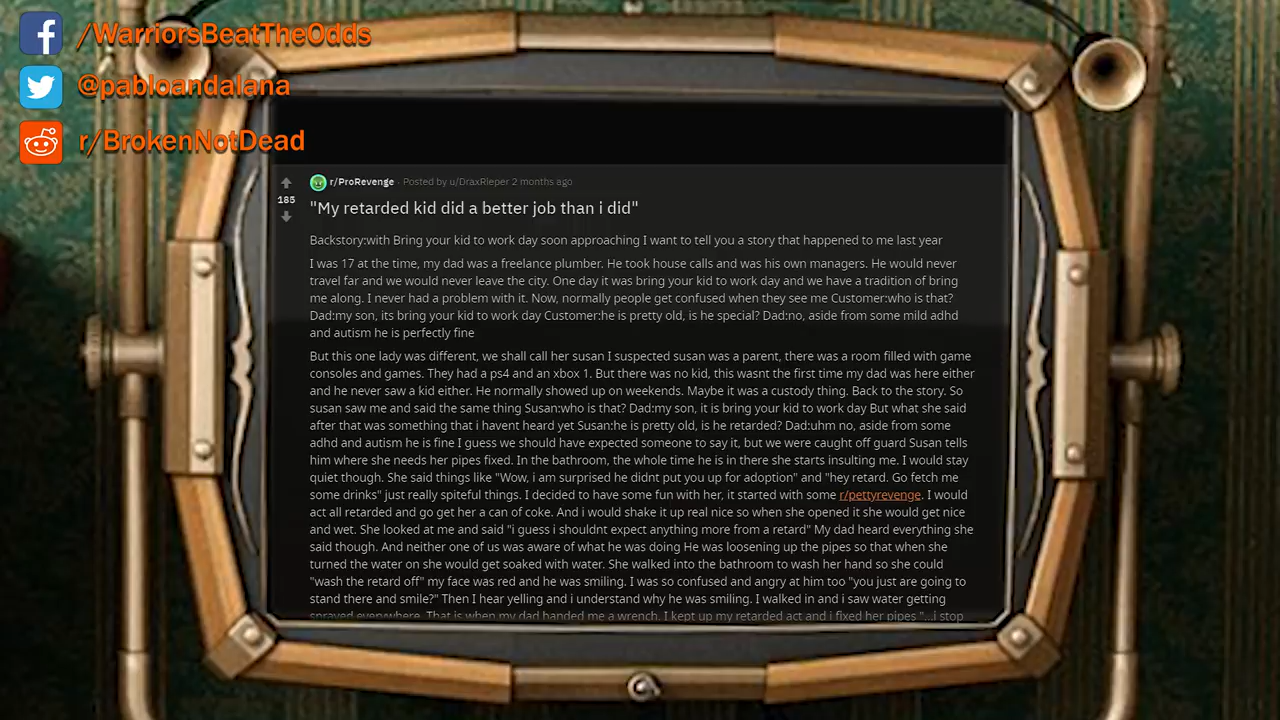 /WarriorsBeatTheOdds
@pabloandalana
r/BrokenNotDead
r/ProRevenge · Posted by u/DraxRieper 2 months ago
185
"My retarded kid did a better job than i did"
Backstory:with Bring your kid to work day soon approaching I want to tell you a story that happened to me last year
I was 17 at the time, my dad was a freelance plumber. He took house calls and was his own managers. He would never
travel far and we would never leave the city. One day it was bring your kid to work day and we have a tradition of bring
me along. I never had a problem with it. Now, normally people get confused when they see me Customer:who is that?
Dad:my son, its bring your kid to work day Customer:he is pretty old, is he special? Dad:no, aside from some mild adhd
and autism he is perfectly fine
But this one lady was different, we shall call her susan I suspected susan was a parent, there was a room filled with game
consoles and games. They had a ps4 and an xbox 1. But there was no kid, this wasnt the first time my dad was here either
and he never saw a kid either. He normally showed up on weekends. Maybe it was a custody thing. Back to the story. So
susan saw me and said the same thing Susan:who is that? Dad:my son, it is bring your kid to work day But what she said
after that was something that i havent heard yet Susan:he is pretty old, is he retarded? Dad:uhm no, aside from some
adhd and autism he is fine I guess we should have expected someone to say it, but we were caught off guard Susan tells
him where she needs her pipes fixed. In the bathroom, the whole time he is in there she starts insulting me. I would stay
quiet though. She said things like "Wow, i am surprised he didnt put you up for adoption" and "hey retard. Go fetch me
some drinks" just really spiteful things. I decided to have some fun with her, it started with some r/pettyrevenge. I would
act all retarded and go get her a can of coke. And i would shake it up real nice so when she opened it she would get nice
and wet. She looked at me and said "i guess i shouldnt expect anything more from a retard" My dad heard everything she
said though. And neither one of us was aware of what he was doing He was loosening up the pipes so that when she
turned the water on she would get soaked with water. She walked into the bathroom to wash her hand so she could
"wash the retard off" my face was red and he was smiling. I was so confused and angry at him too "you just are going to
stand there and smile?" Then I hear yelling and i understand why he was smiling. I walked in and i saw water getting
sprayed everywhere. That is when my dad handed me a wrench. I kept up my retarded act and i fixed her pipes "...i stop